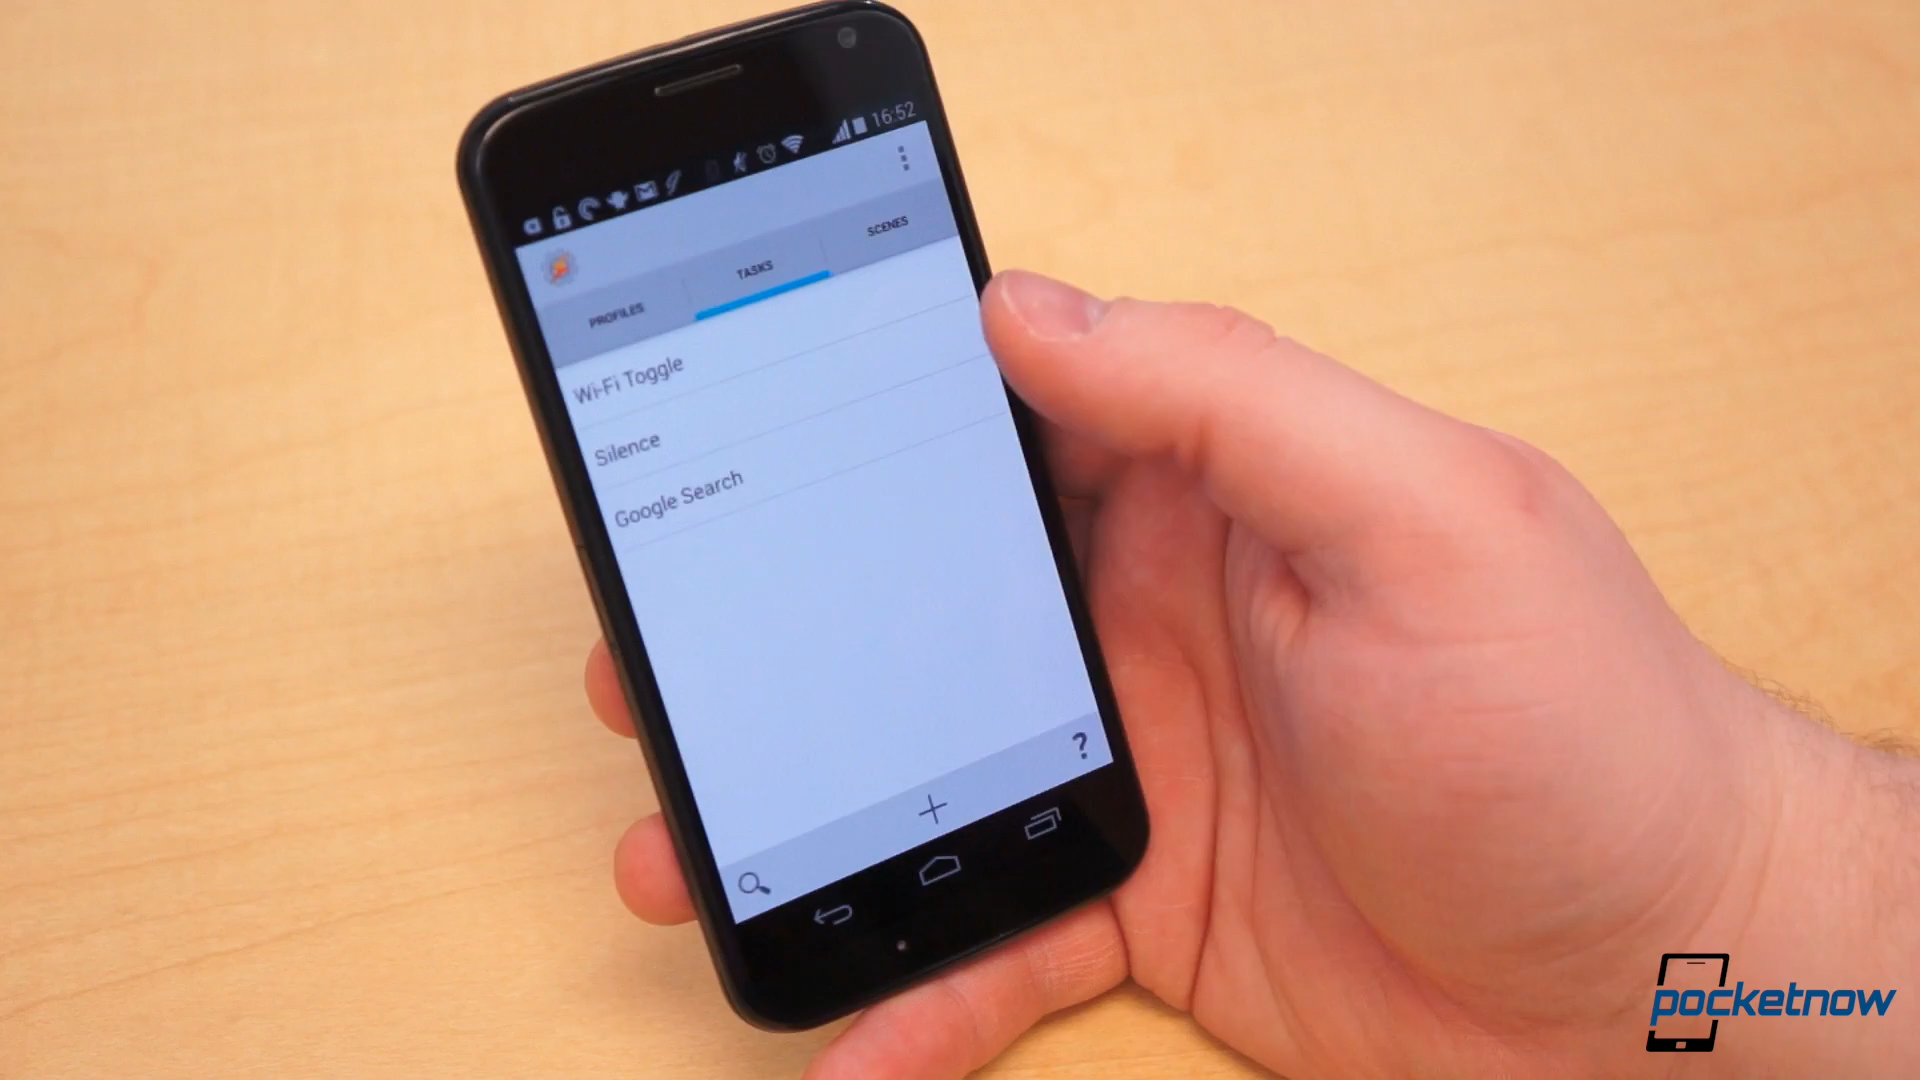 16:52
PROFILES
TASKS
SCENES
Wi-Fi Toggle
Silence
Google Search
?
pocketnow